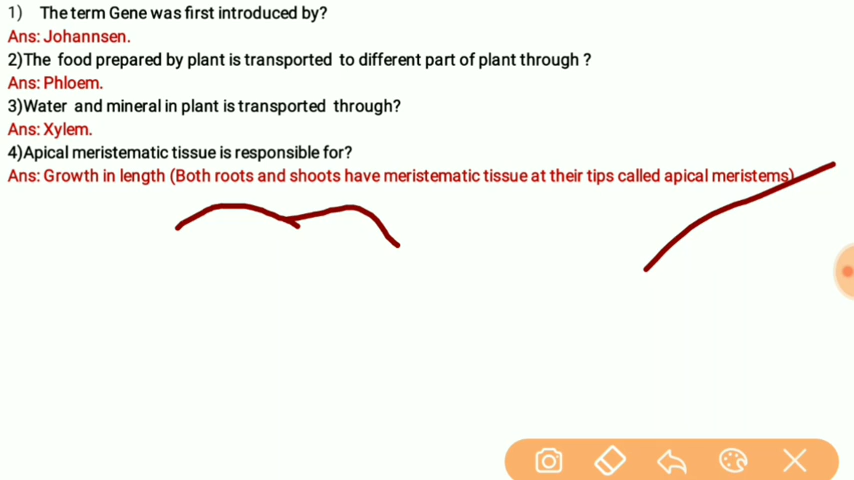 1) The term Gene was first introduced by?
Ans: Johannsen.
2)The food prepared by plant is transported to different part of plant through ?
Ans: Phloem.
3)Water and mineral in plant is transported through?
Ans: Xylem.
4)Apical meristematic tissue is responsible for?
Ans: Growth in length (Both roots and shoots have meristematic tissue at their tips called apical meristems)